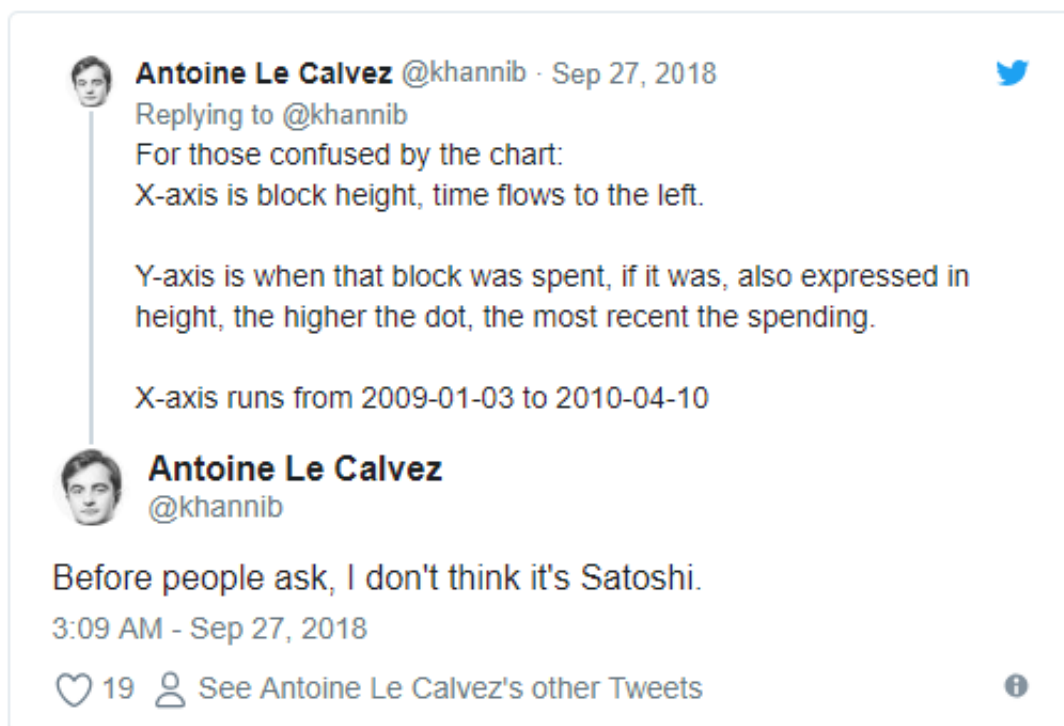 Antoine Le Calvez @khannib · Sep 27, 2018
Replying to @khannib
For those confused by the chart:
X-axis is block height, time flows to the left.
Y-axis is when that block was spent, if it was, also expressed in
height, the higher the dot, the most recent the spending.
X-axis runs from 2009-01-03 to 2010-04-10
Antoine Le Calvez
@khannib
Before people ask, I don't think it's Satoshi.
3:09 AM - Sep 27, 2018
19 See Antoine Le Calvez's other Tweets